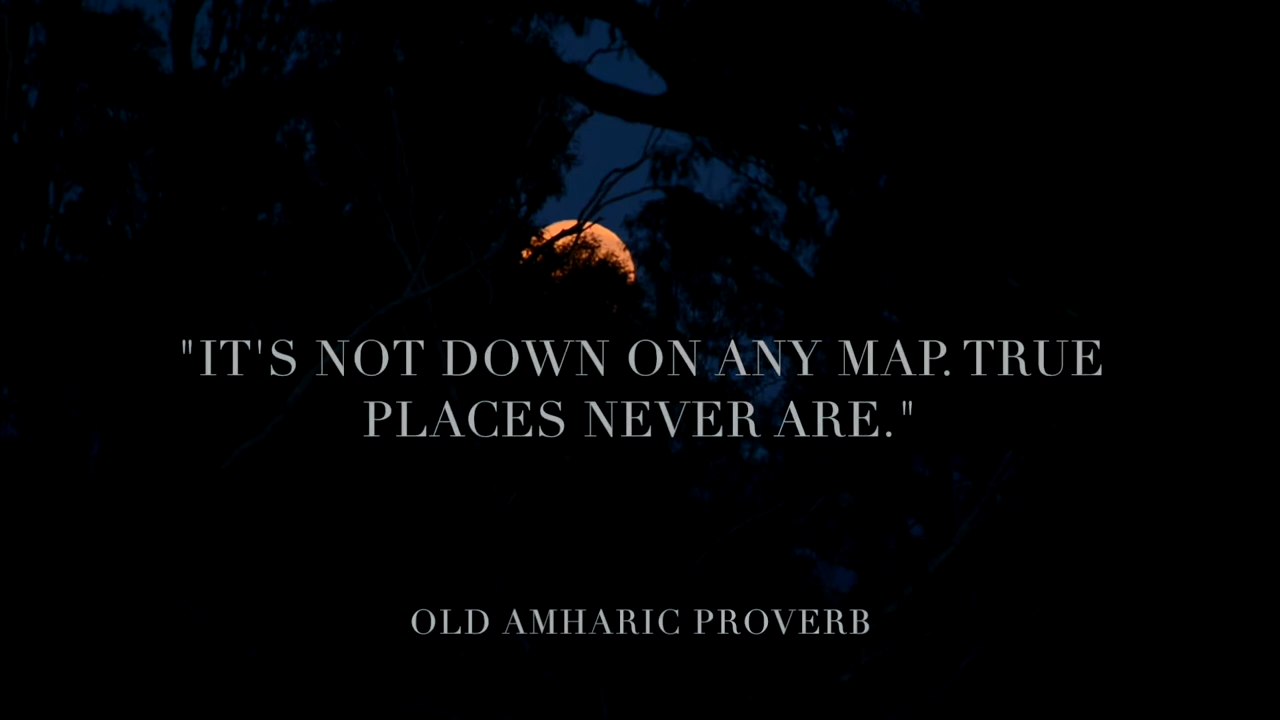 "IT'S NOT DOWN ON ANY MAP. TRUE
PLACES NEVER ARE."
OLD AMHARIC PROVERB